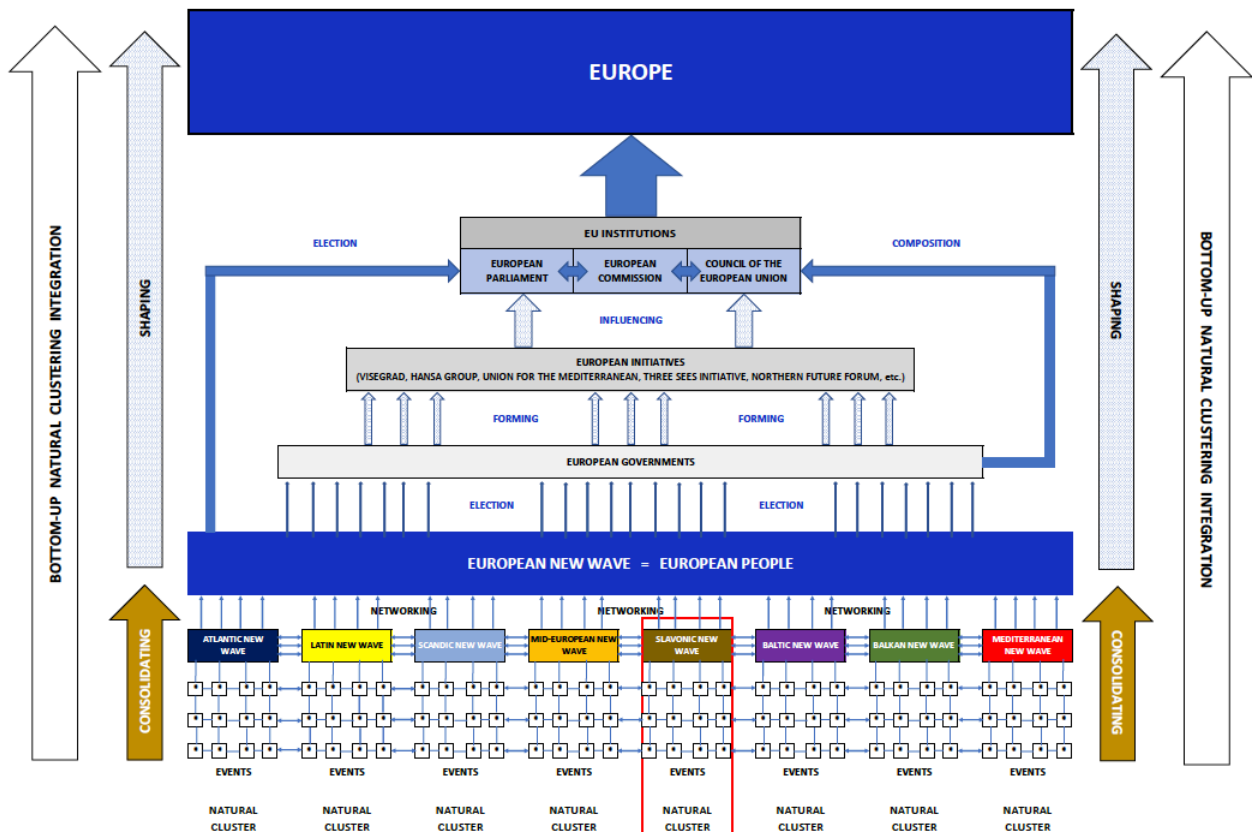 EUROPE
EU INSTITUTIONS
ELECTION
COMPOSITION
EUROPEAN
PARLIAMENT
EUROPEAN
COMMISSION
COUNCIL OF THE
EUROPEAN UNION
INFLUENCING
EUROPEAN INITIATIVES
(VISEGRAD, HANSA GROUP, UNION FOR THE MEDITERRANEAN, THREE SEES INITIATIVE, NORTHERN FUTURE FORUM, etc.)
FORMING
FORMING
EUROPEAN GOVERNMENTS
ELECTION
ELECTION
EUROPEAN NEW WAVE = EUROPEAN PEOPLE
NETWORKING
NETWORKING
NETWORKING
ATLANTIC NEW
WAVE
LATIN NEW WAVE
SCANDIC NEW WAVE
MID-EUROPEAN NEW
WAVE
SLAVONIC NEW
WAVE
BALTIC NEW WAVE
BALKAN NEW WAVE
MEDITERRANEAN
NEW WAVE
* * * * * * * * * * * * * * * * * * * * * * * * * * * * * * * *
* * * * * * * * * * * * * * * * * * * * * * * * * * * * * * * *
* * * * * * * * * * * * * * * * * * * * * * * * * * * * * * * *
EVENTS EVENTS EVENTS EVENTS EVENTS EVENTS EVENTS EVENTS
NATURAL NATURAL NATURAL NATURAL NATURAL NATURAL NATURAL NATURAL
CLUSTER CLUSTER CLUSTER CLUSTER CLUSTER CLUSTER CLUSTER CLUSTER
BOTTOM-UP NATURAL CLUSTERING INTEGRATION
SHAPING
CONSOLIDATING
SHAPING
CONSOLIDATING
BOTTOM-UP NATURAL CLUSTERING INTEGRATION